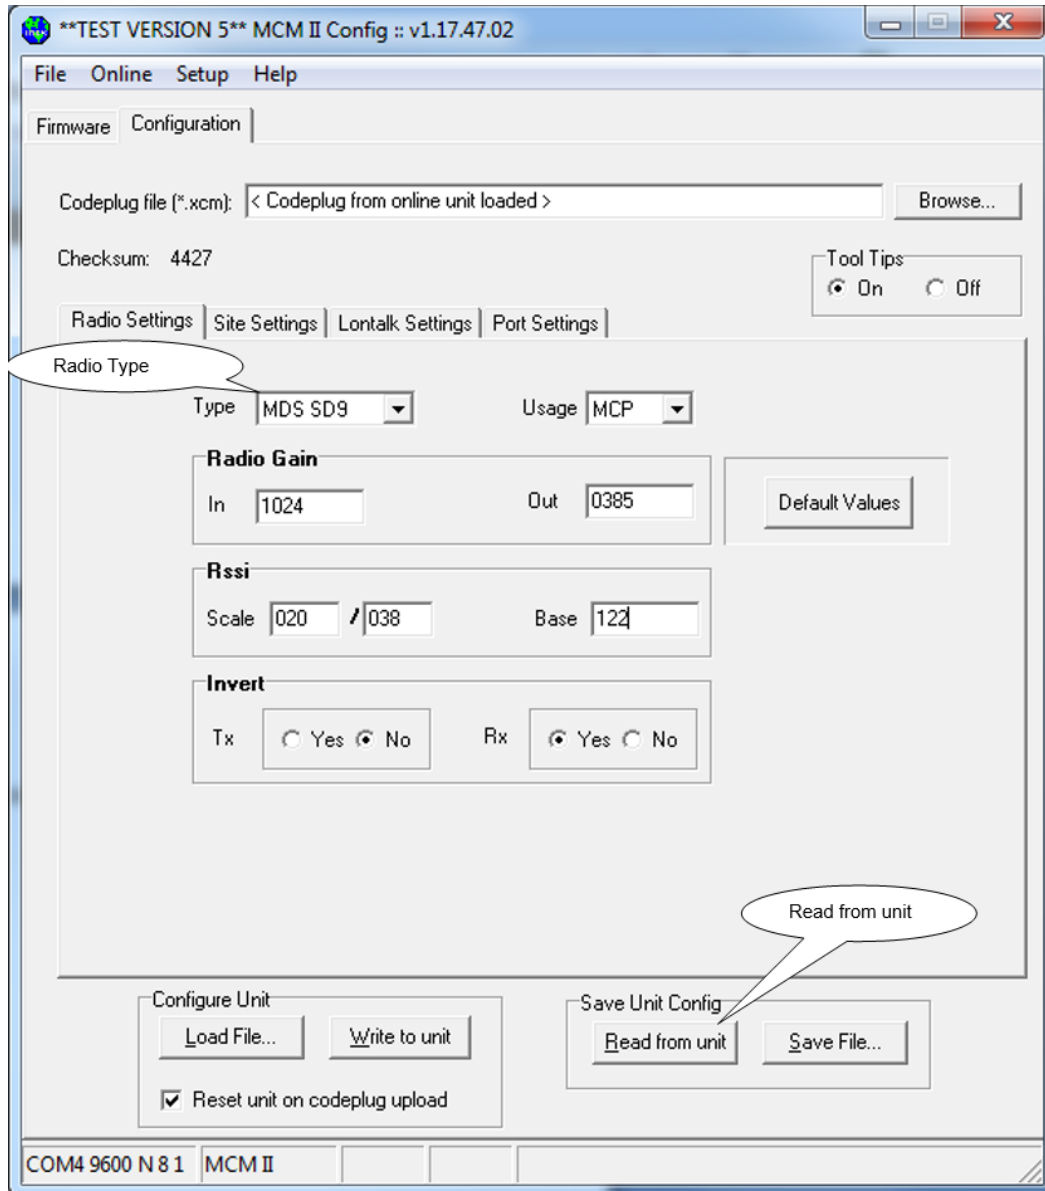 **TEST VERSION 5** MCM II Config :: v1.17.47.02
File Online Setup Help
Firmware Configuration
Codeplug file (*.xcm): < Codeplug from online unit loaded > Browse...
Checksum: 4427
Tool Tips
On Off
Radio Settings Site Settings Lontalk Settings Port Settings
Radio Type
Type MDS SD9 Usage MCP
Radio Gain
In 1024 Out 0385 Default Values
Rssi
Scale 020 / 038 Base 122
Invert
Tx Yes No Rx Yes No
Read from unit
Configure Unit Save Unit Config
Load File... Write to unit Read from unit Save File...
Reset unit on codeplug upload
COM4 9600 N 8 1 MCM II